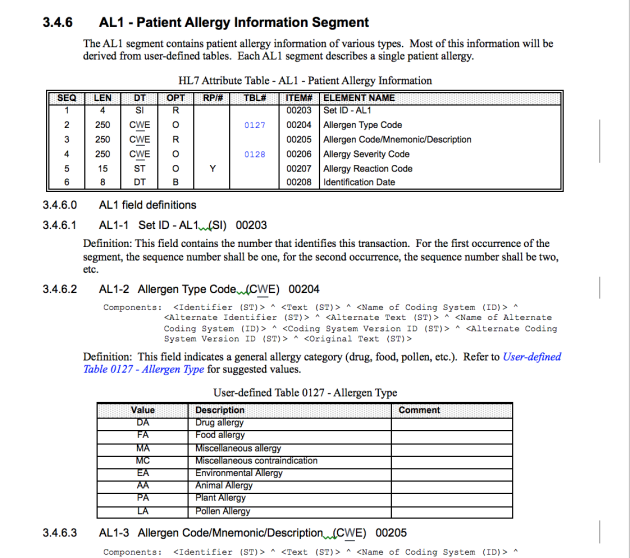 3.4.6 AL1 - Patient Allergy Information Segment
The AL1 segment contains patient allergy information of various types. Most of this information will be
derived from user-defined tables. Each AL1 segment describes a single patient allergy.
HL7 Attribute Table - AL1 - Patient Allergy Information
SEQ LEN DT OPT RP/# TBL# ITEM# ELEMENT NAME
1 4 SI R 00203 Set ID - AL1
2 250 CWE O 0127 00204 Allergen Type Code
3 250 CWE R 00205 Allergen Code/Mnemonic/Description
4 250 CWE O 0128 00206 Allergy Severity Code
5 15 ST O Y 00207 Allergy Reaction Code
6 8 DT B 00208 Identification Date
3.4.6.0 AL1 field definitions
3.4.6.1 AL1-1 Set ID - AL1 (SI) 00203
Definition: This field contains the number that identifies this transaction. For the first occurrence of the
segment, the sequence number shall be one, for the second occurrence, the sequence number shall be two,
etc.
3.4.6.2 AL1-2 Allergen Type Code (CWE) 00204
Components: <Identifier (ST)> ^ <Text (ST)> ^ <Name of Coding System (ID)> ^
<Alternate Identifier (ST)> ^ <Alternate Text (ST)> ^ <Name of Alternate
Coding System (ID)> ^ <Coding System Version ID (ST)> ^ <Alternate Coding
System Version ID (ST)> ^ <Original Text (ST)>
Definition: This field indicates a general allergy category (drug, food, pollen, etc.). Refer to User-defined
Table 0127 - Allergen Type for suggested values.
User-defined Table 0127 - Allergen Type
Value Description Comment
DA Drug allergy
FA Food allergy
MA Miscellaneous allergy
MC Miscellaneous contraindication
EA Environmental Allergy
AA Animal Allergy
PA Plant Allergy
LA Pollen Allergy
3.4.6.3 AL1-3 Allergen Code/Mnemonic/Description (CWE) 00205
Components: <Identifier (ST)> ^ <Text (ST)> ^ <Name of Coding System (ID)> ^